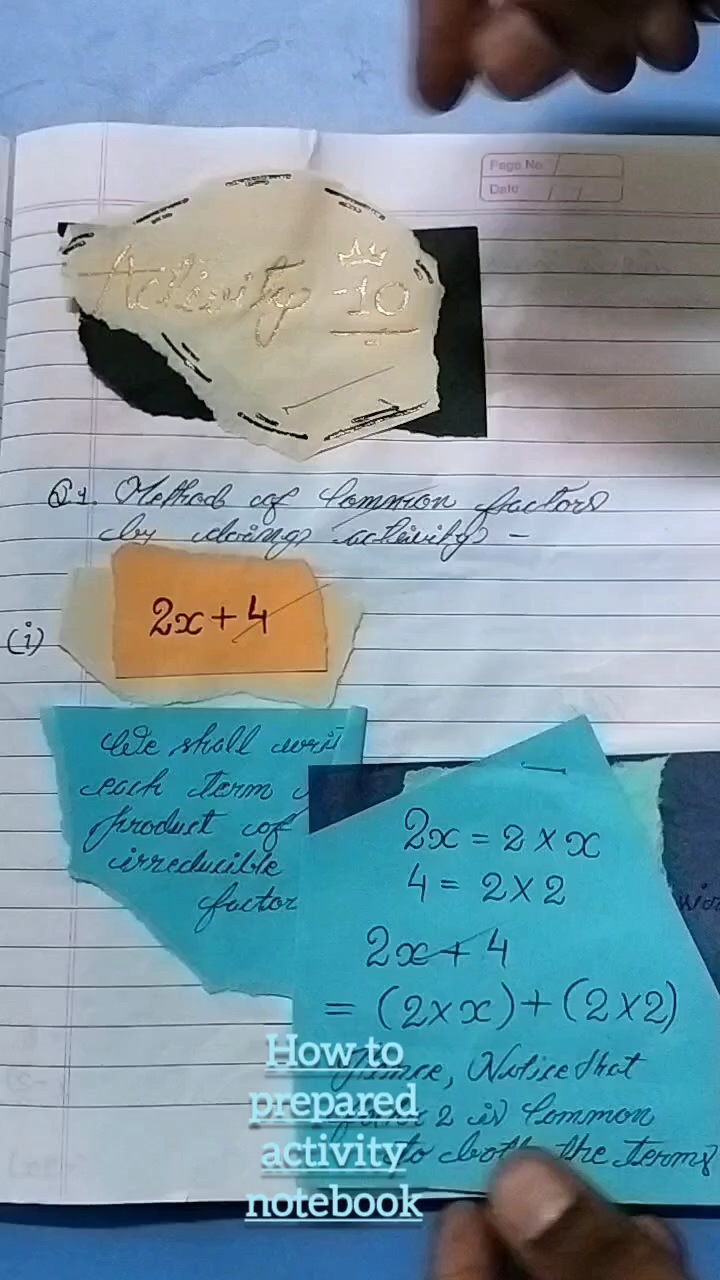 Page No.
Date
Activity -10
Q1. Method of Common factors
by doing activity -
(i)
2x + 4
We shall writ
each term
product of
irreducible
factor
2x = 2 × x
4 = 2 × 2
2x + 4
= (2 × x) + (2 × 2)
Hence, Notice that
2 is Common
to both the terms
How to
prepared
activity
notebook